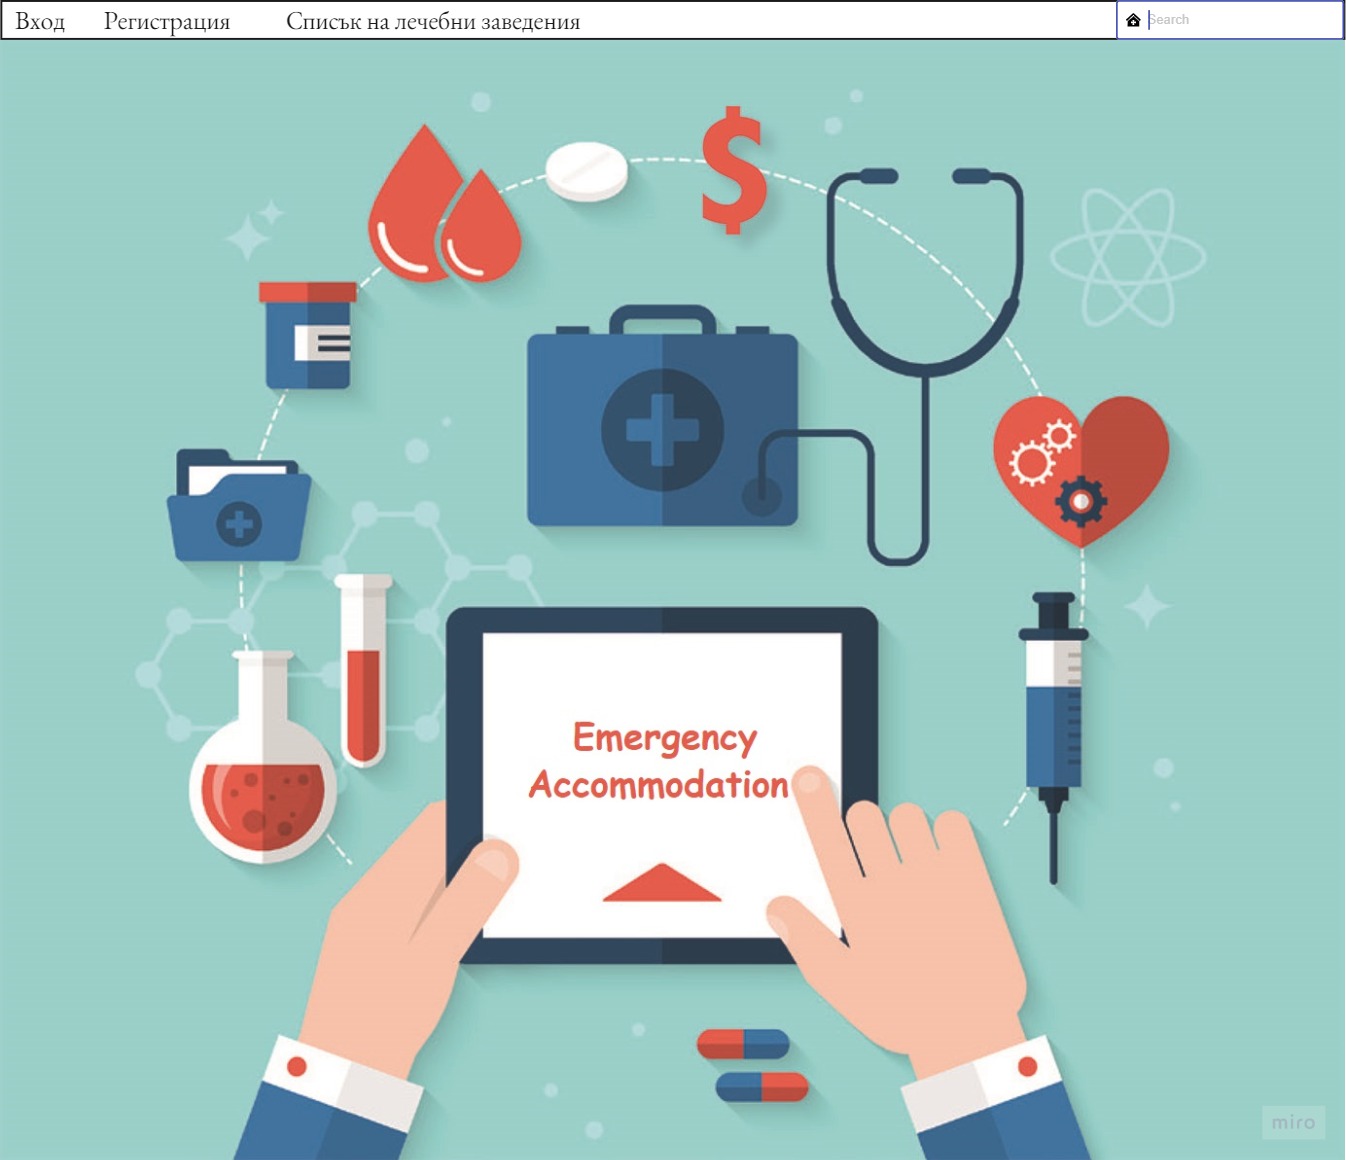 Вход Регистрация Списък на лечебни заведения Search
$
Emergency
Accommodation
miro